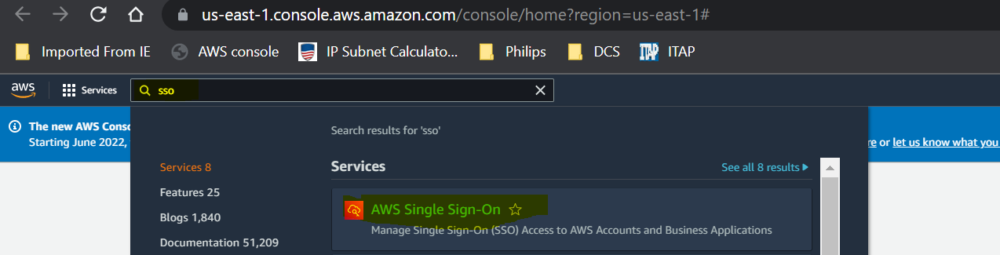 us-east-1.console.aws.amazon.com/console/home?region=us-east-1#
Imported From IE AWS console IP Subnet Calculato... Philips DCS ITAP ITAP
aws Services sso
Search results for 'sso'
The new AWS Consc
Starting June 2022,
re or let us know what you
Services 8
Features 25
Blogs 1,840
Documentation 51,209
Services See all 8 results
AWS Single Sign-On
Manage Single Sign-On (SSO) Access to AWS Accounts and Business Applications